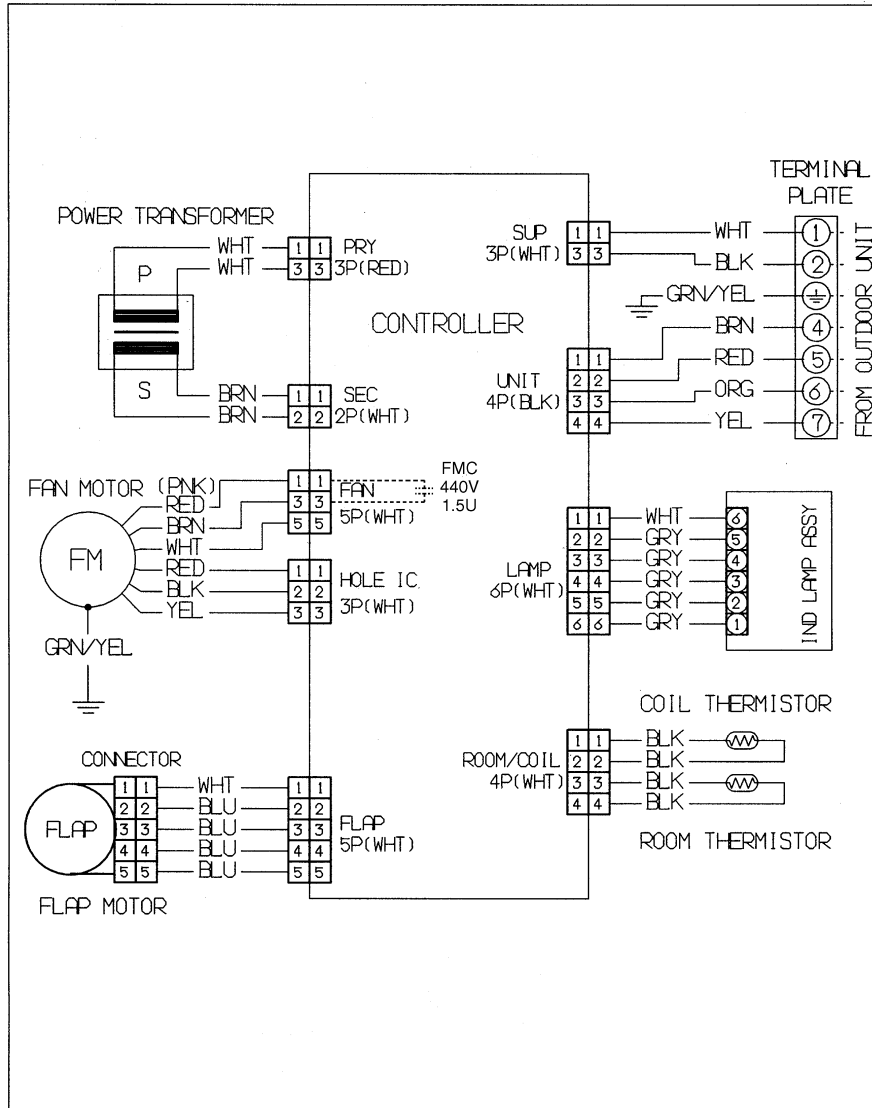 TERMINAL
PLATE
FROM OUTDOOR UNIT
WHT 1
BLK 2
GRN/YEL
BRN 4
RED 5
ORG 6
YEL 7
POWER TRANSFORMER
P
S
WHT 1 1 PRY
WHT 3 3 3P(RED)
BRN 1 1 SEC
BRN 2 2 2P(WHT)
CONTROLLER
SUP 1 1
3P(WHT) 3 3
UNIT
4P(BLK)
1 1
2 2
3 3
4 4
FAN MOTOR (PNK)
FM
RED 1 1 FAN
BRN 3 3
WHT 5 5 5P(WHT)
FMC
440V
1.5U
RED 1 1 HOLE IC
BLK 2 2
YEL 3 3 3P(WHT)
GRN/YEL
LAMP
6P(WHT)
1 1 WHT 6
2 2 GRY 5
3 3 GRY 4
4 4 GRY 3
5 5 GRY 2
6 6 GRY 1
IND LAMP ASSY
COIL THERMISTOR
ROOM/COIL
4P(WHT)
1 1 BLK
2 2 BLK
3 3 BLK
4 4 BLK
ROOM THERMISTOR
CONNECTOR
FLAP
1 1 WHT 1 1
2 2 BLU 2 2
3 3 BLU 3 3 FLAP
4 4 BLU 4 4 5P(WHT)
5 5 BLU 5 5
FLAP MOTOR